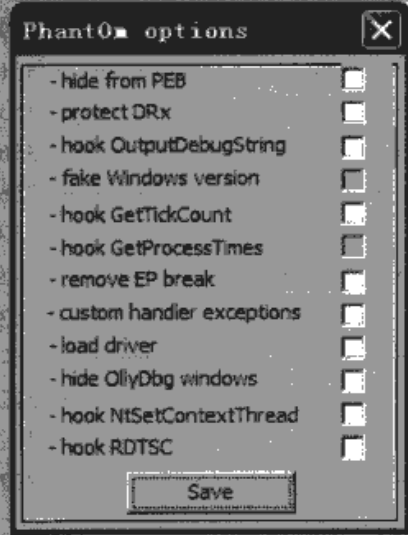 PhantOm options
- hide from PEB
- protect DRx
- hook OutputDebugString
- fake Windows version
- hook GetTickCount
- hook GetProcessTimes
- remove EP break
- custom handler exceptions
- load driver
- hide OllyDbg windows
- hook NtSetContextThread
- hook RDTSC
Save